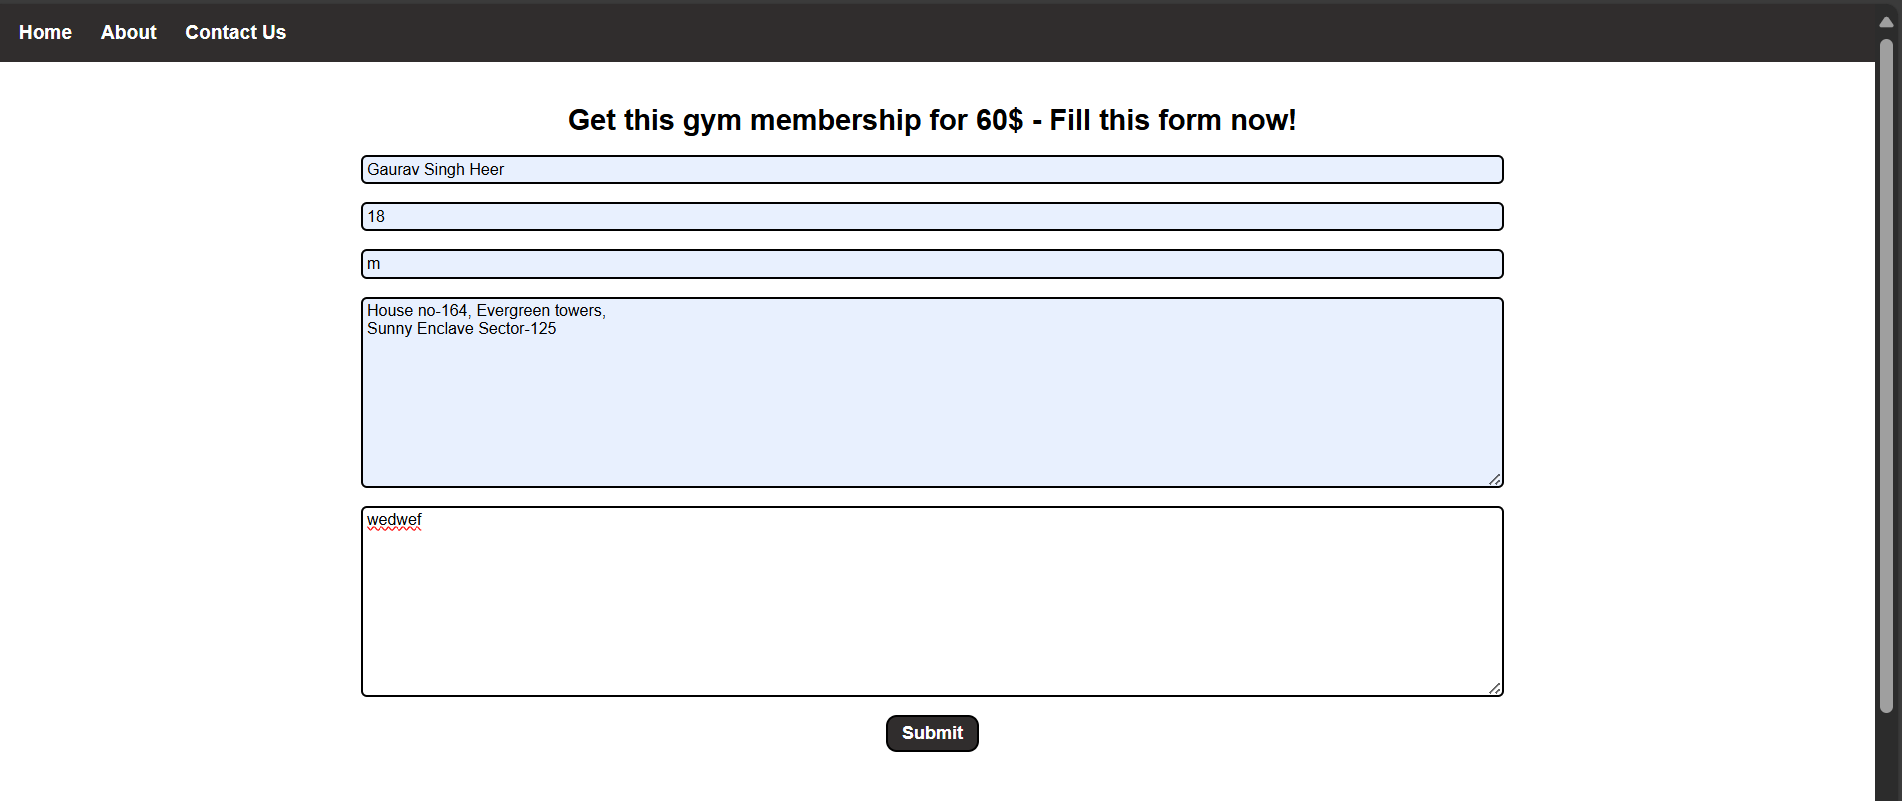 Home About Contact Us
Get this gym membership for 60$ - Fill this form now!
Gaurav Singh Heer
18
m
House no-164, Evergreen towers,
Sunny Enclave Sector-125
wedwef
Submit